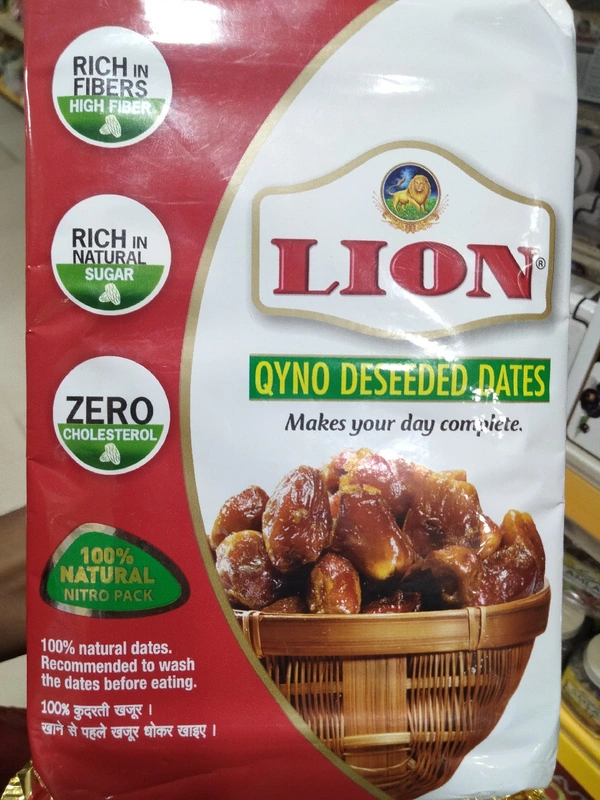 RICH IN
FIBERS
HIGH FIBER
RICH IN
NATURAL
SUGAR
ZERO
CHOLESTEROL
100%
NATURAL
NITRO PACK
100% natural dates.
Recommended to wash
the dates before eating.
100% कुदरती खजूर ।
खाने से पहले खजूर धोकर खाइए ।
LION®
QYNO DESEEDED DATES
Makes your day complete.